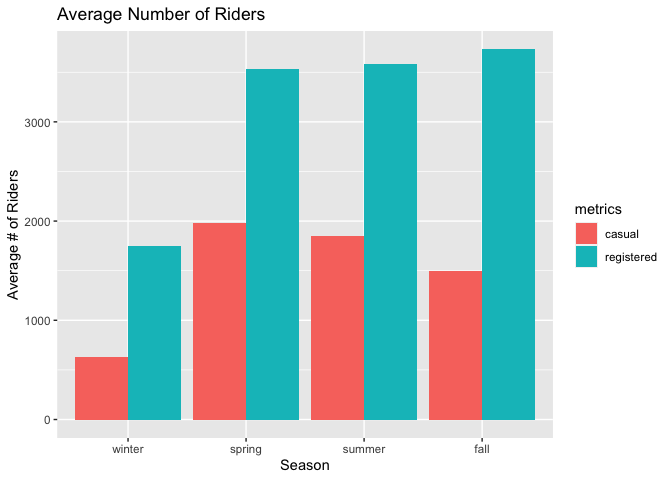 Average Number of Riders
Average # of Riders
3000
2000
1000
0
winter spring summer fall
Season
metrics
casual
registered